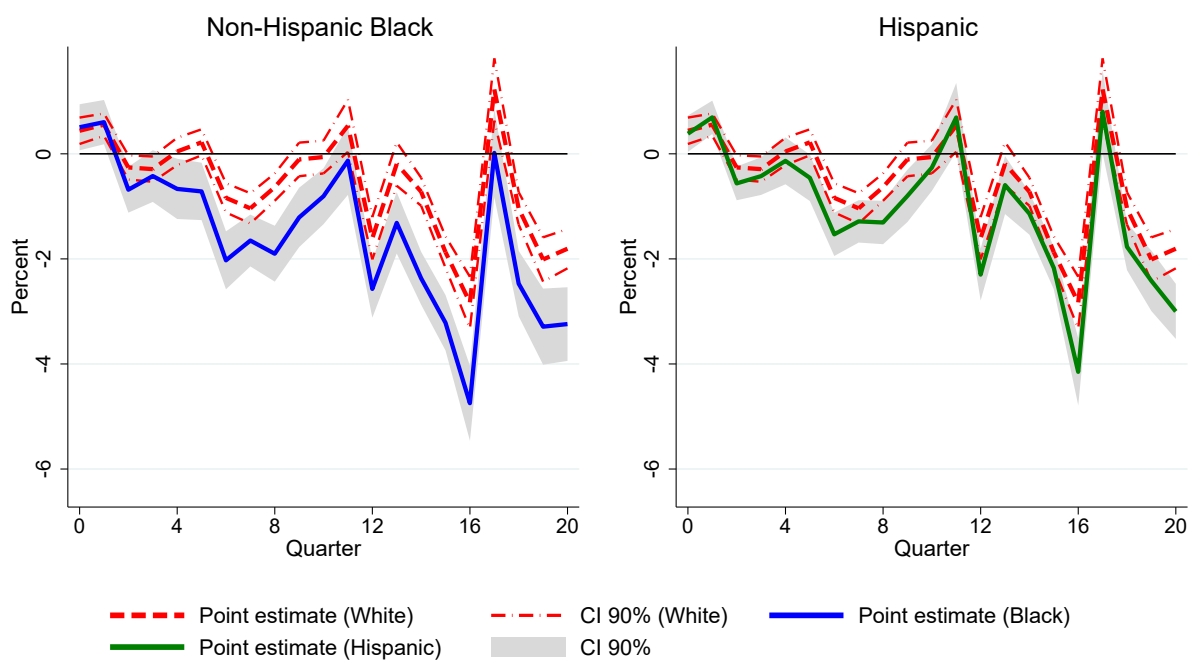 Non-Hispanic Black
Hispanic
Percent
0
-2
-4
-6
0
4
8
12
16
20
Quarter
Percent
0
-2
-4
-6
0
4
8
12
16
20
Quarter
Point estimate (White)
CI 90% (White)
Point estimate (Black)
Point estimate (Hispanic)
CI 90%